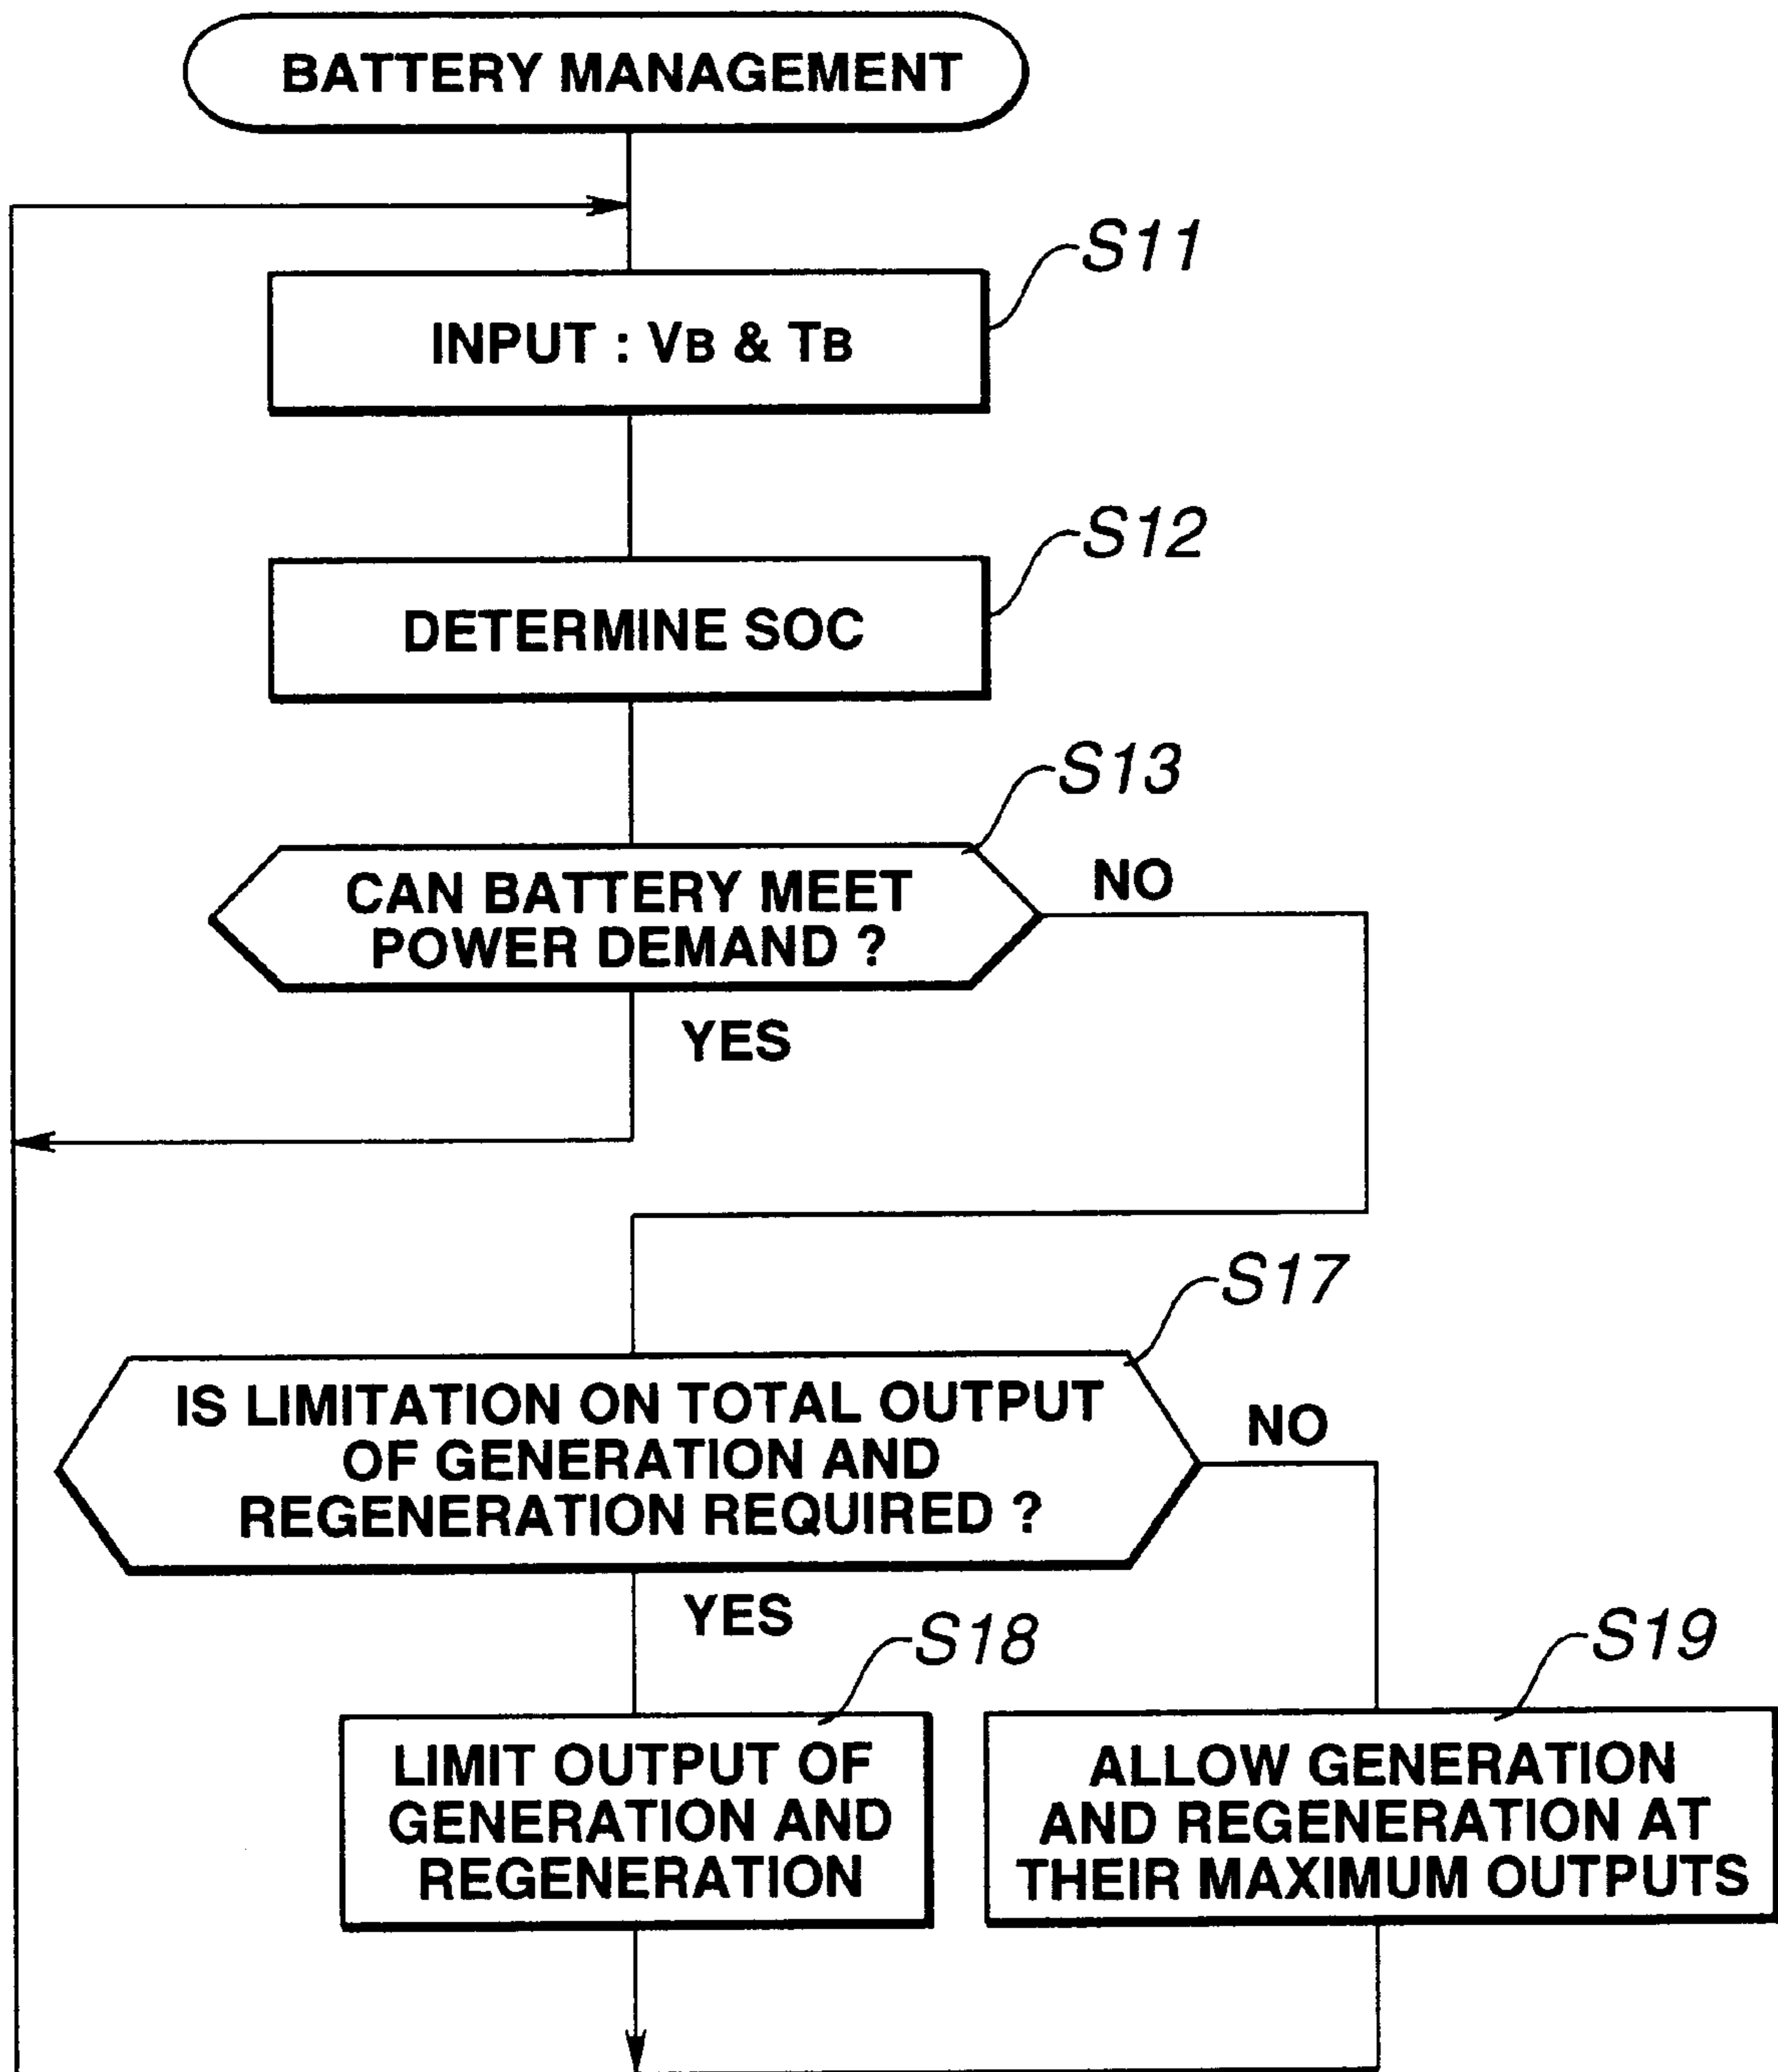 BATTERY MANAGEMENT
S11
INPUT : VB & TB
S12
DETERMINE SOC
S13
CAN BATTERY MEET
POWER DEMAND ?
NO
YES
S17
IS LIMITATION ON TOTAL OUTPUT
OF GENERATION AND
REGENERATION REQUIRED ?
NO
YES
S18
LIMIT OUTPUT OF
GENERATION AND
REGENERATION
S19
ALLOW GENERATION
AND REGENERATION AT
THEIR MAXIMUM OUTPUTS